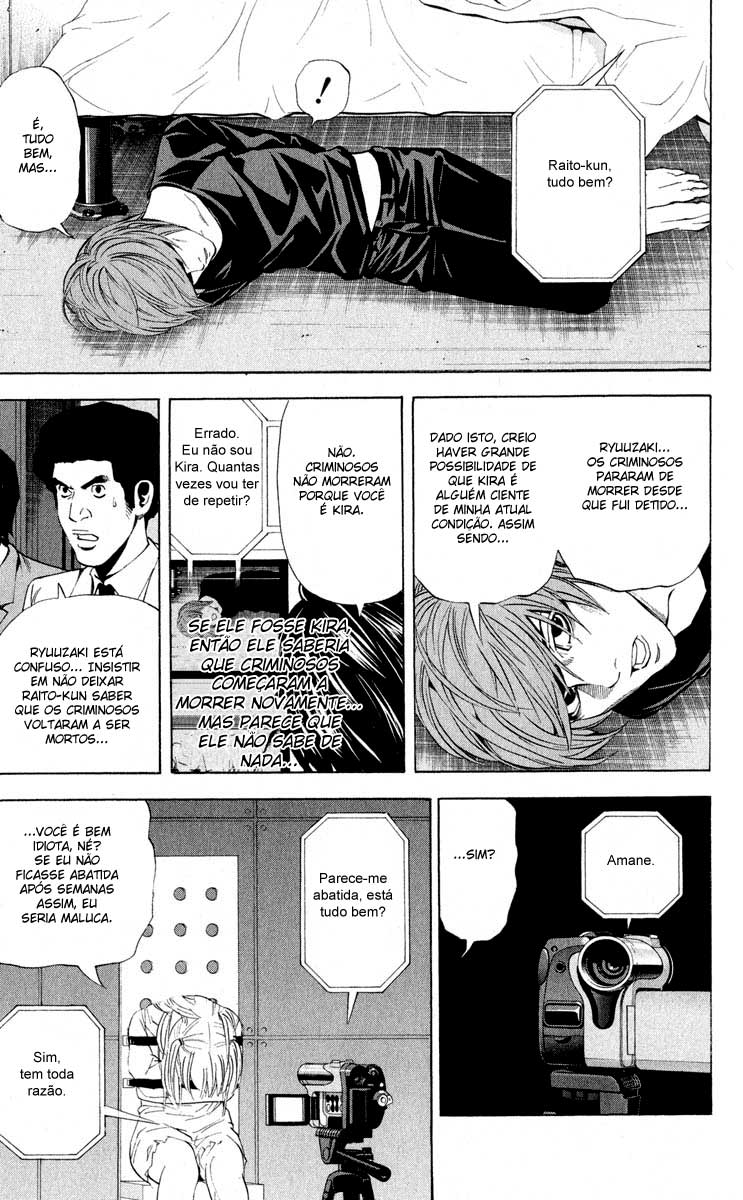 Raito-kun,
tudo bem?
!
É,
TUDO
BEM,
MAS...
RYUUZAKI...
OS CRIMINOSOS
PARARAM DE
MORRER DESDE
QUE FUI DETIDO...
DADO ISTO, CREIO
HAVER GRANDE
POSSIBILIDADE DE
QUE KIRA É
ALGUÉM CIENTE
DE MINHA ATUAL
CONDIÇÃO. ASSIM
SENDO...
NÃO.
CRIMINOSOS
NÃO MORRERAM
PORQUE VOCÊ
É KIRA.
Errado.
Eu não sou
Kira. Quantas
vezes vou ter
de repetir?
SE ELE FOSSE KIRA,
ENTÃO ELE SABERIA
QUE CRIMINOSOS
COMEÇARAM A
MORRER NOVAMENTE...
MAS PARECE QUE
ELE NÃO SABE DE
NADA...
RYUUZAKI ESTÁ
CONFUSO... INSISTIR
EM NÃO DEIXAR
RAITO-KUN SABER
QUE OS CRIMINOSOS
VOLTARAM A SER
MORTOS...
Amane.
...SIM?
Parece-me
abatida, está
tudo bem?
...VOCÊ É BEM
IDIOTA, NÉ?
SE EU NÃO
FICASSE ABATIDA
APÓS SEMANAS
ASSIM, EU
SERIA MALUCA.
Sim,
tem toda
razão.